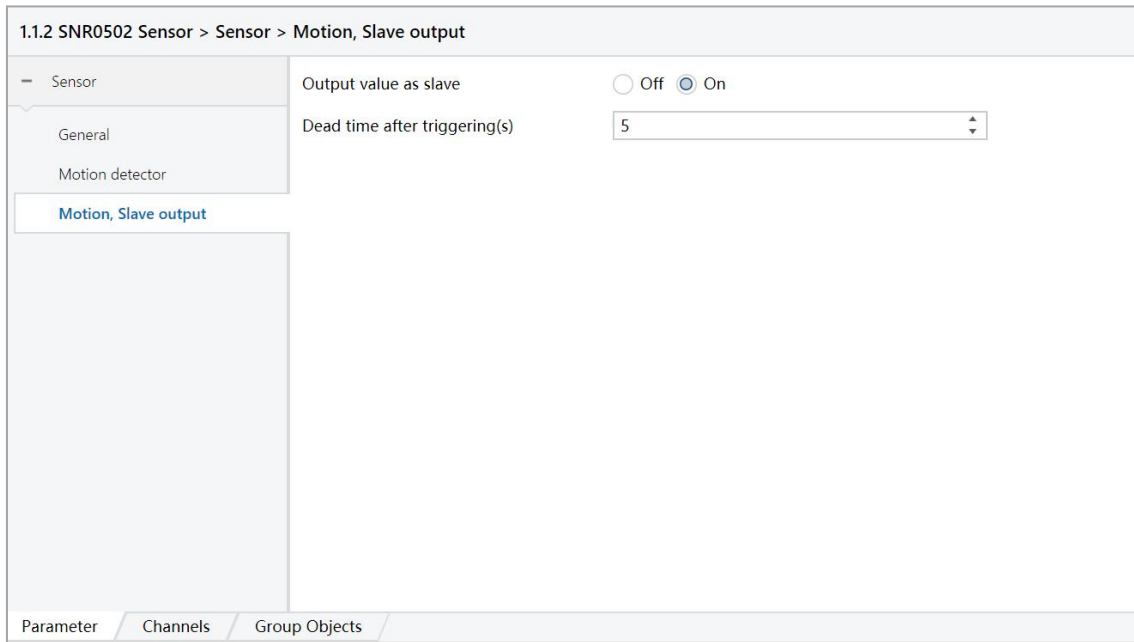 1.1.2 SNR0502 Sensor > Sensor > Motion, Slave output
Sensor
Output value as slave Off On
Dead time after triggering(s) 5
General
Motion detector
Motion, Slave output
Parameter Channels Group Objects